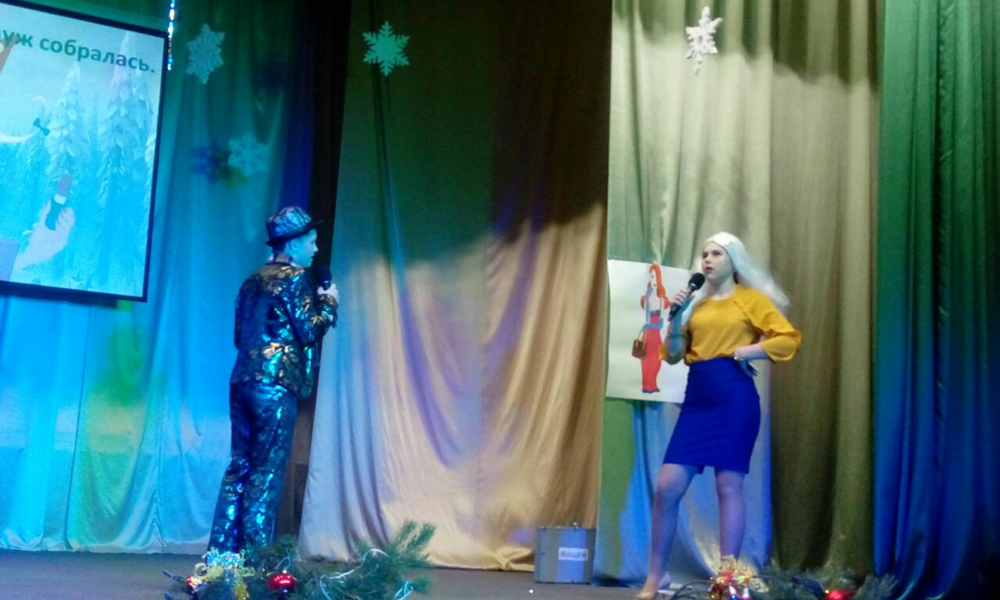 уж собралась.
Кощей